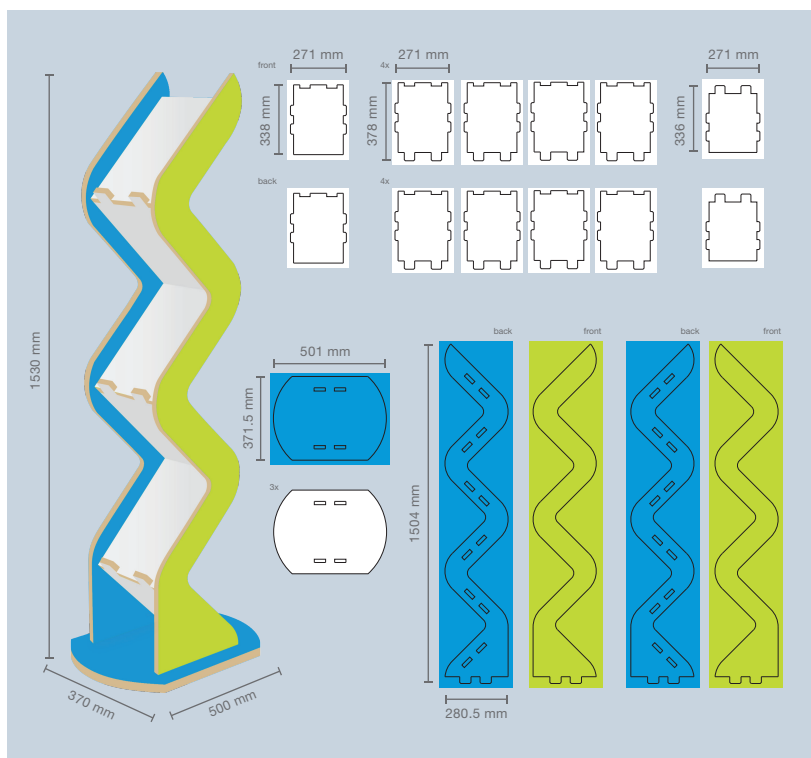 front
271 mm
4x
271 mm
271 mm
338 mm
378 mm
336 mm
back
4x
1530 mm
501 mm
371.5 mm
3x
back
front
back
front
1504 mm
280.5 mm
370 mm
500 mm